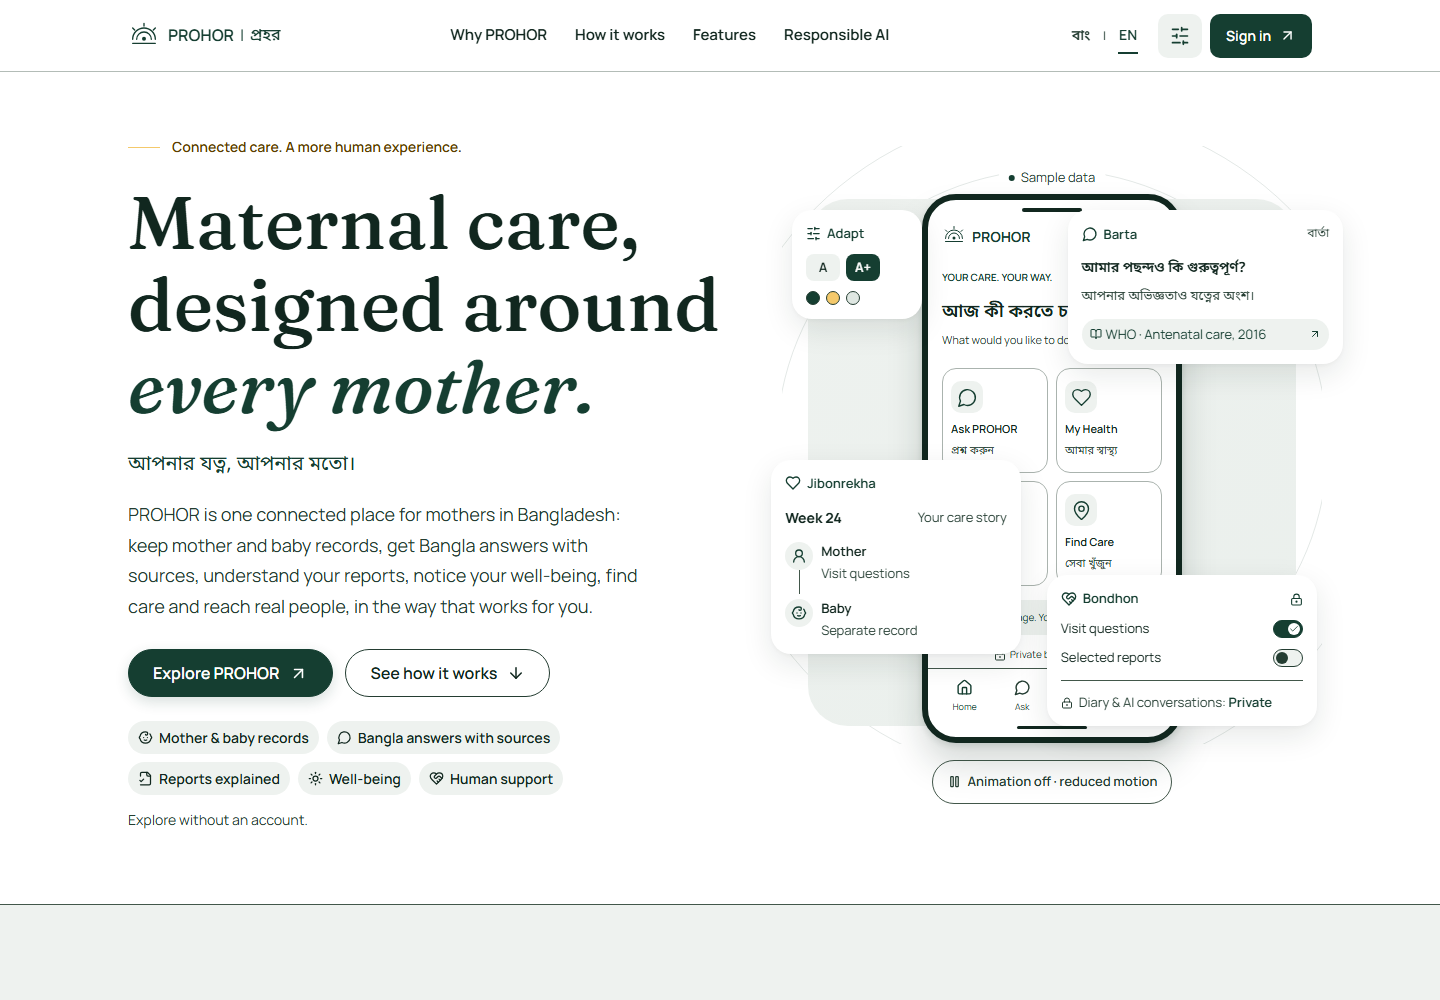 PROHOR | প্রহর
Why PROHOR
How it works
Features
Responsible AI
বাং | EN
Sign in
Connected care. A more human experience.
Maternal care,
designed around
every mother.
আপনার যত্ন, আপনার মতো।
PROHOR is one connected place for mothers in Bangladesh:
keep mother and baby records, get Bangla answers with
sources, understand your reports, notice your well-being, find
care and reach real people, in the way that works for you.
Explore PROHOR
See how it works
Mother & baby records
Bangla answers with sources
Reports explained
Well-being
Human support
Explore without an account.
Sample data
Adapt
A
A+
PROHOR
YOUR CARE. YOUR WAY.
আজ কী করতে
What would you like to
Barta
বার্তা
আমার পছন্দও কি গুরুত্বপূর্ণ?
আপনার অভিজ্ঞতাও যত্নের অংশ।
WHO · Antenatal care, 2016
Ask PROHOR
প্রশ্ন করুন
My Health
আমার স্বাস্থ্য
Find Care
সেবা খুঁজুন
Jibonrekha
Week 24
Your care story
Mother
Visit questions
Baby
Separate record
Private
Home
Ask
Bondhon
Visit questions
Selected reports
Diary & AI conversations: Private
Animation off · reduced motion